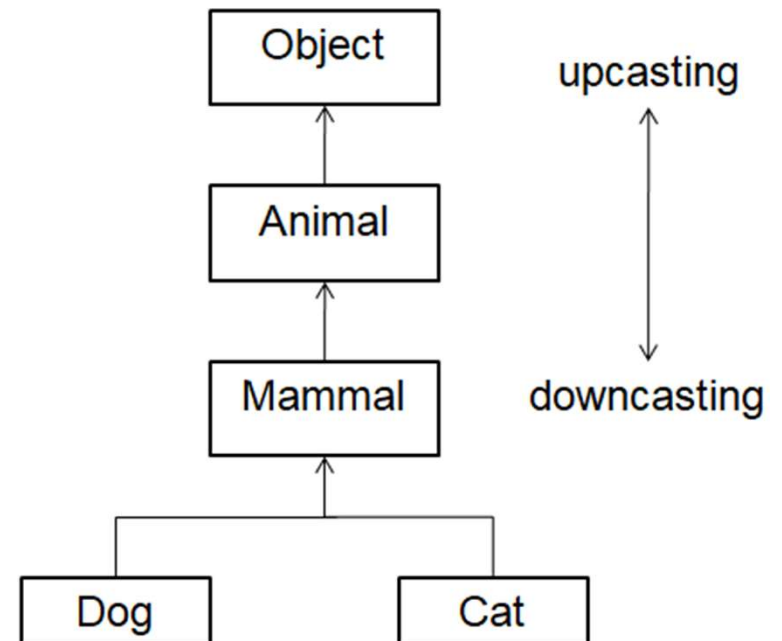 Object
upcasting
Animal
Mammal
downcasting
Dog
Cat